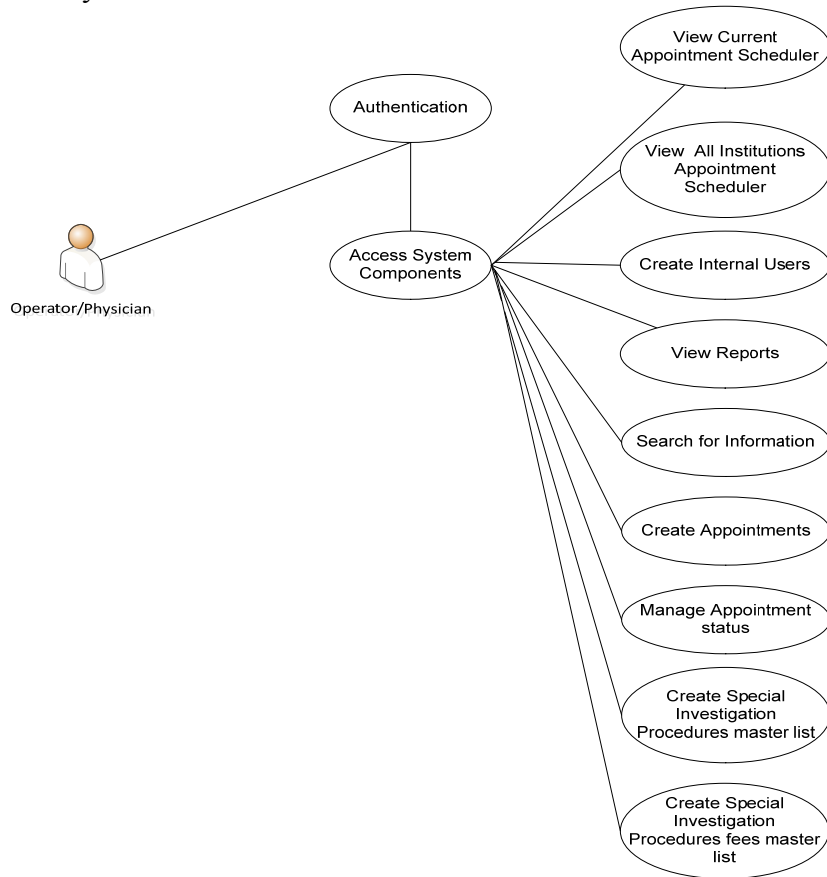 View Current
Appointment Scheduler
Authentication
View All Institutions
Appointment
Scheduler
Access System
Components
Create Internal Users
Operator/Physician
View Reports
Search for Information
Create Appointments
Manage Appointment
status
Create Special
Investigation
Procedures master list
Create Special
Investigation
Procedures fees master
list